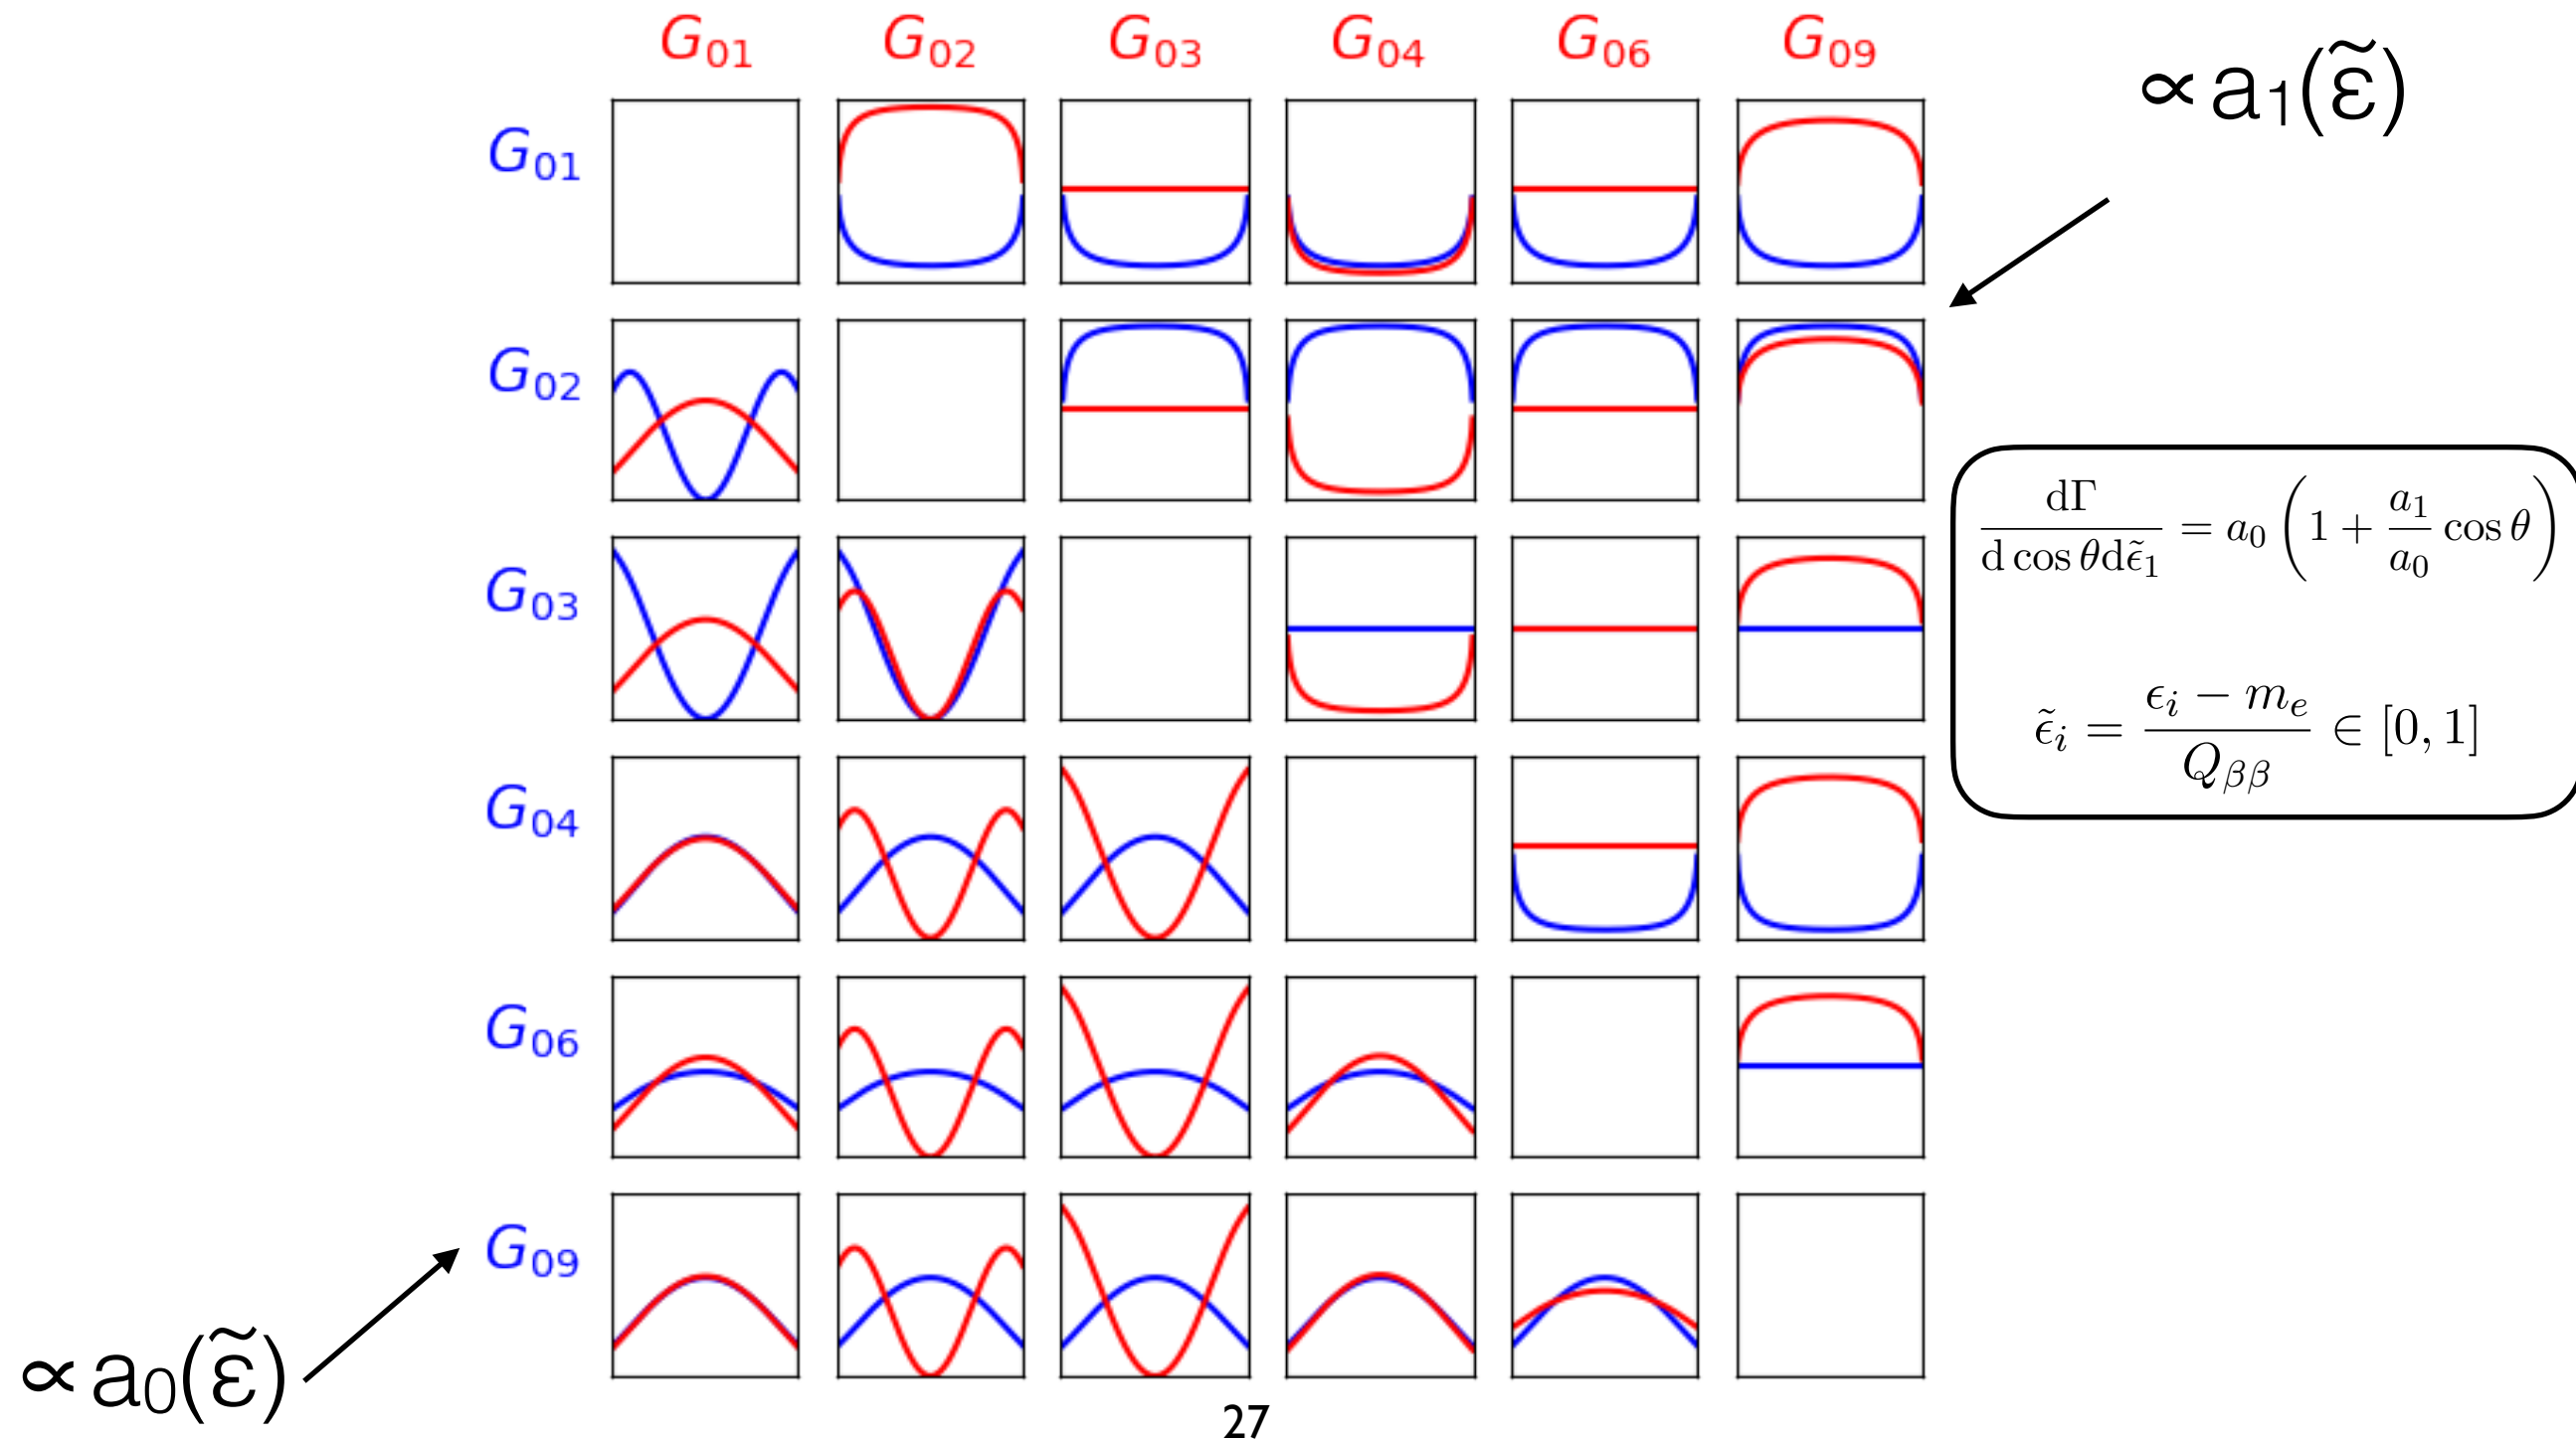 G₀₁ G₀₂ G₀₃ G₀₄ G₀₆ G₀₉
∝a₁(ε̃)
G₀₁
G₀₂
G₀₃
G₀₄
G₀₆
G₀₉
dΓ / d cos θ dϵ̃₁ = a₀ (1 + a₁/a₀ cos θ)
ϵ̃ᵢ = (ϵᵢ − mₑ) / Q_ββ ∈ [0, 1]
∝a₀(ε̃)
27